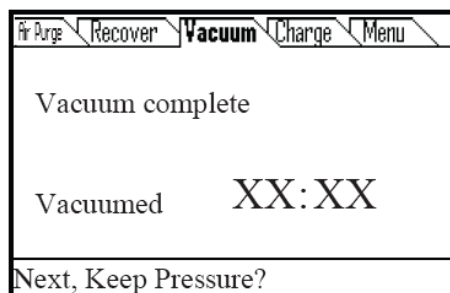 Air Purge Recover Vacuum Charge Menu
Vacuum complete
Vacuumed XX:XX
Next, Keep Pressure?